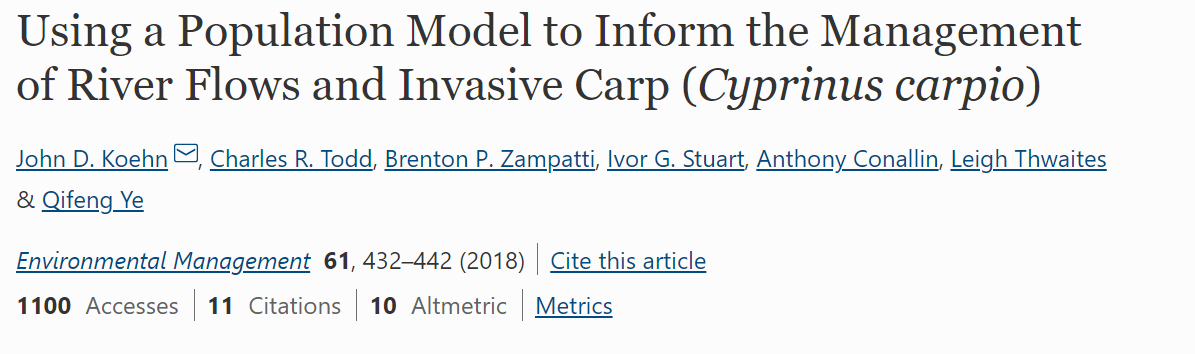 Using a Population Model to Inform the Management
of River Flows and Invasive Carp (Cyprinus carpio)
John D. Koehn, Charles R. Todd, Brenton P. Zampatti, Ivor G. Stuart, Anthony Conallin, Leigh Thwaites
& Qifeng Ye
Environmental Management 61, 432–442 (2018) Cite this article
1100 Accesses 11 Citations 10 Altmetric Metrics